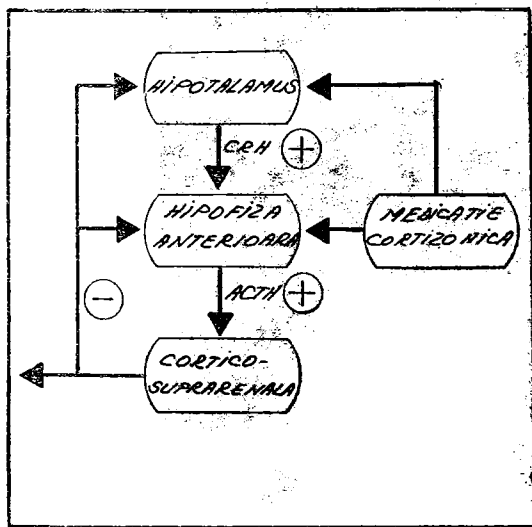 HIPOTALAMUS
CRH +
HIPOFIZA
ANTERIOARA
MEDICATIE
CORTIZONICA
-
ACTH +
CORTICO-
SUPRARENALA